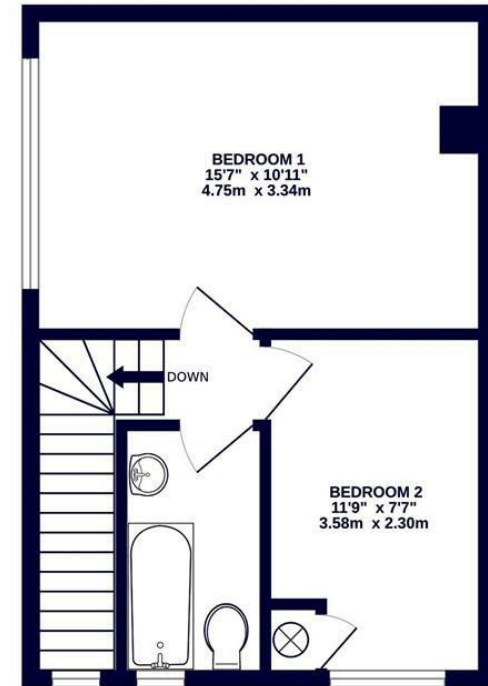 BEDROOM 1
15'7" x 10'11"
4.75m x 3.34m
DOWN
BEDROOM 2
11'9" x 7'7"
3.58m x 2.30m